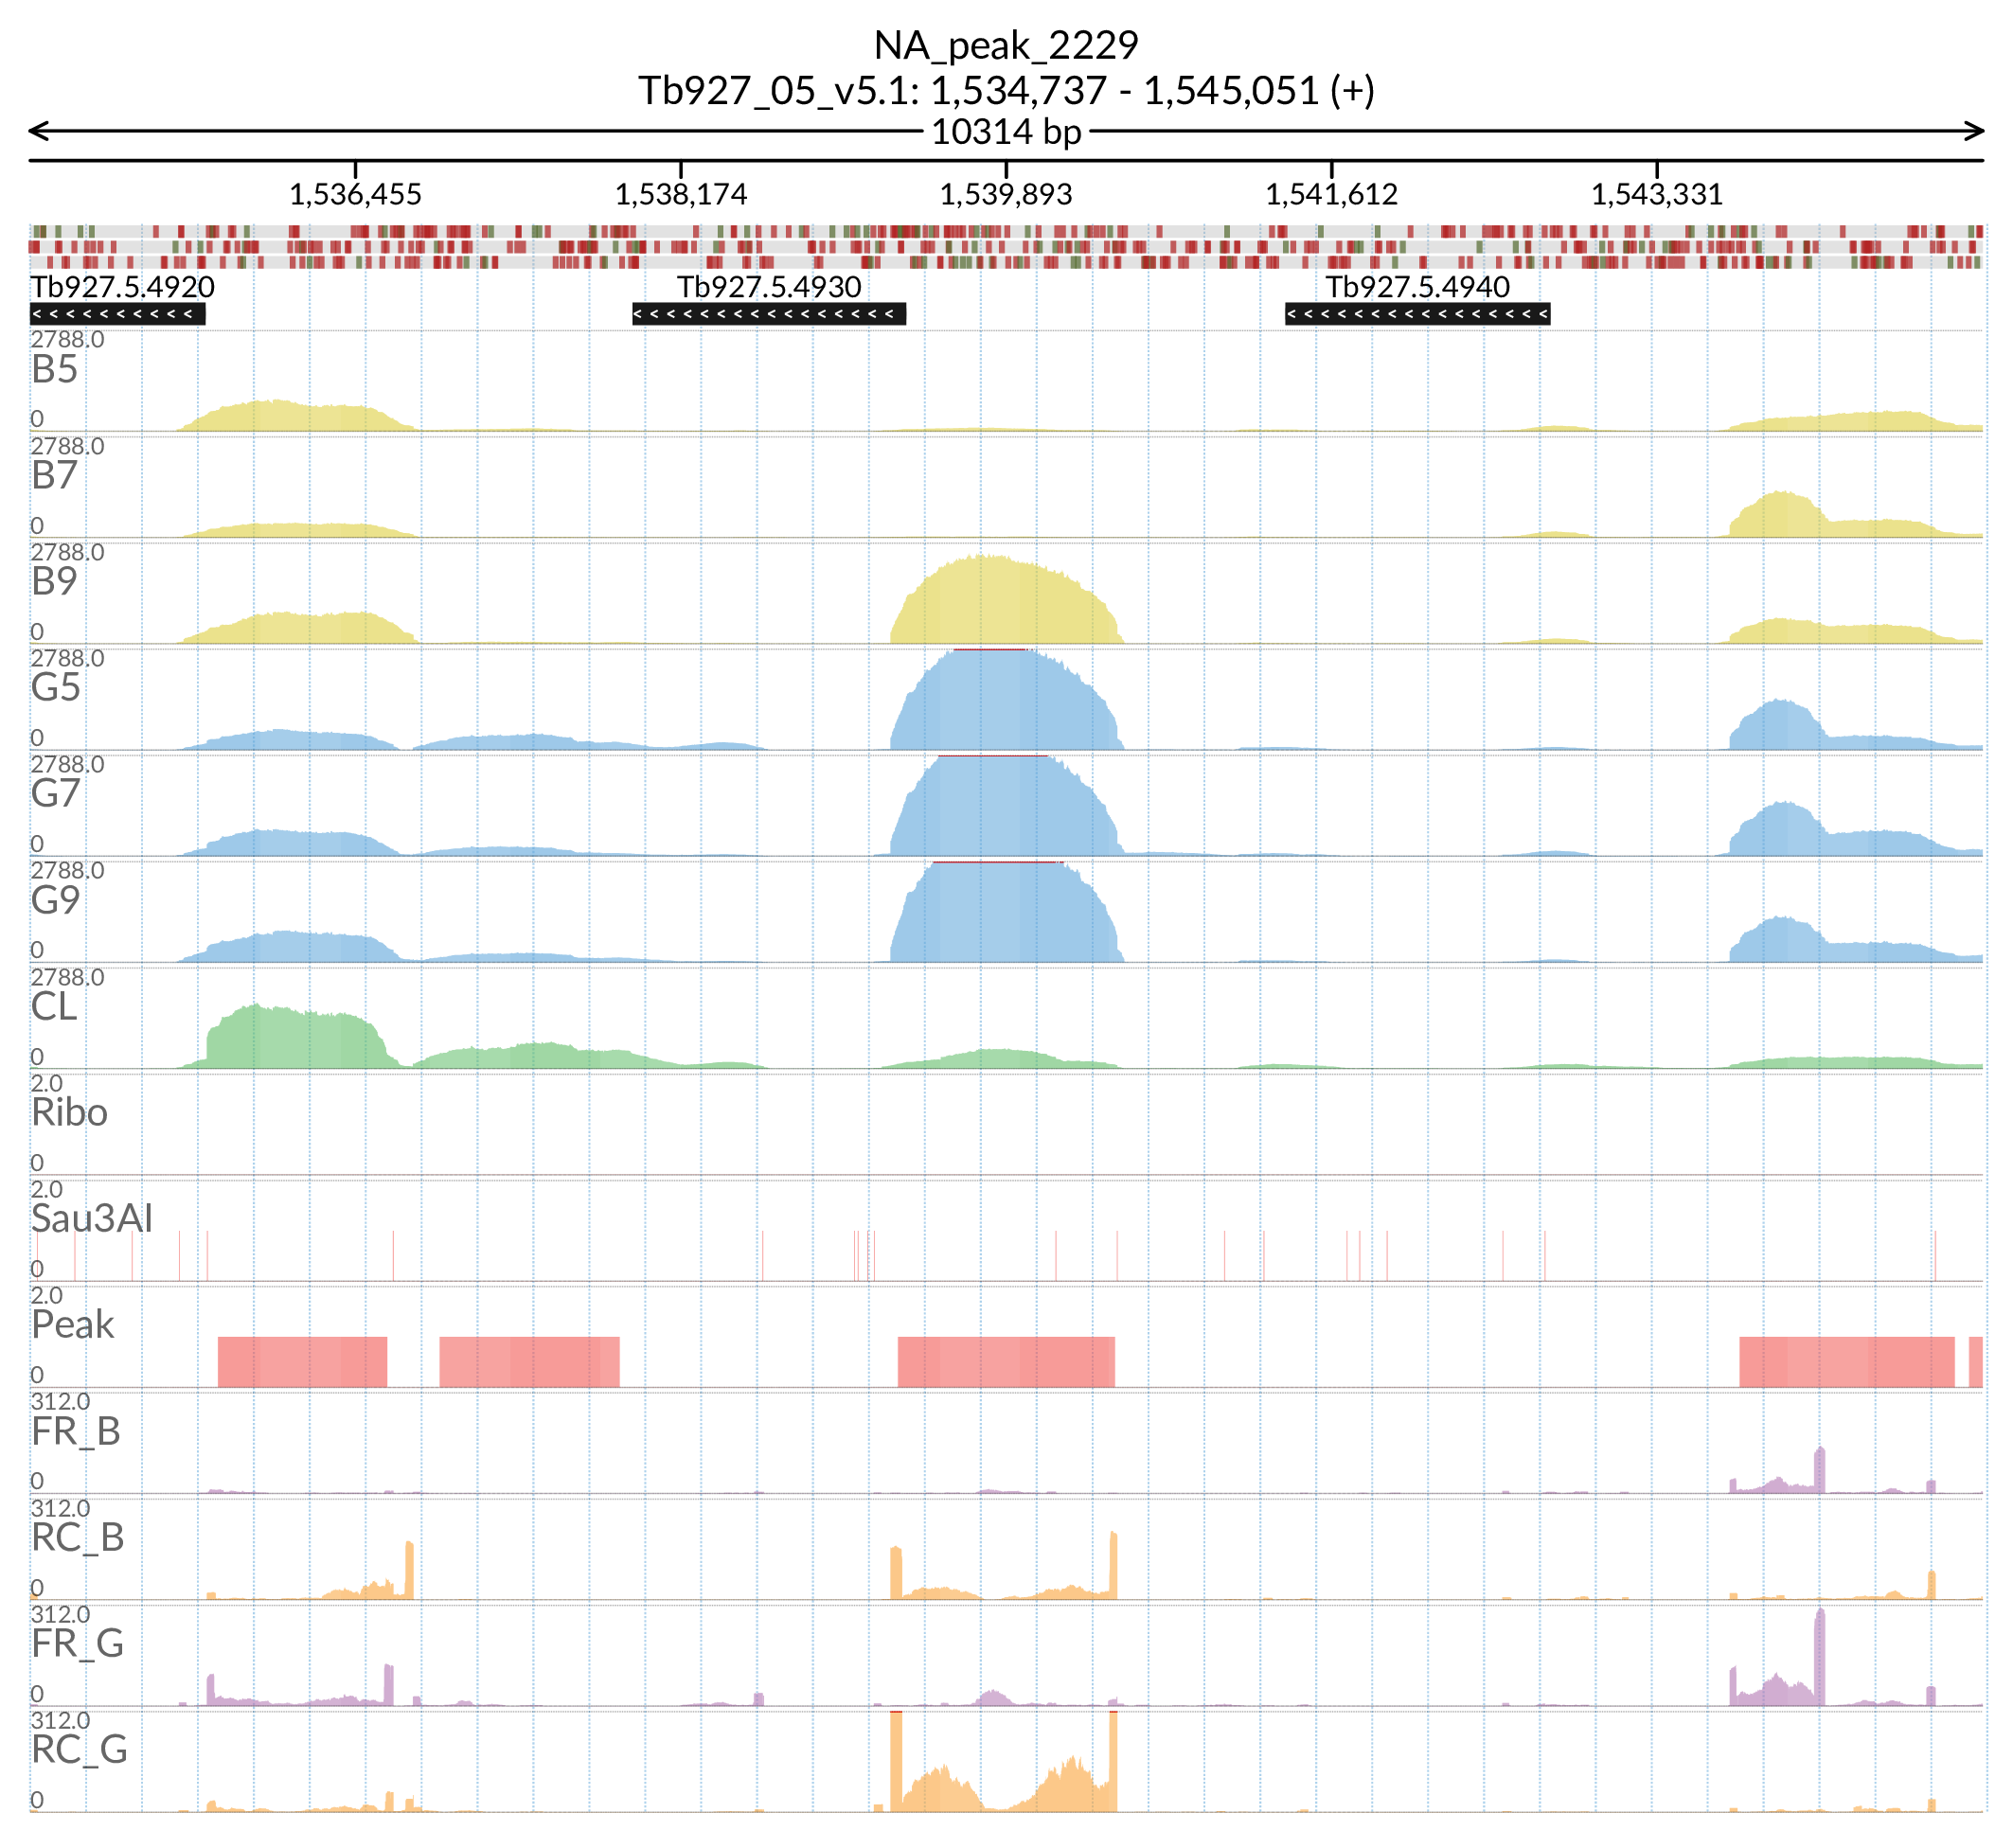 NA_peak_2229
Tb927_05_v5.1: 1,534,737 - 1,545,051 (+)
10314 bp
1,536,455 1,538,174 1,539,893 1,541,612 1,543,331
Tb927.5.4920 Tb927.5.4930 Tb927.5.4940
2788.0
B5
0
2788.0
B7
0
2788.0
B9
0
2788.0
G5
0
2788.0
G7
0
2788.0
G9
0
2788.0
CL
0
2.0
Ribo
0
2.0
Sau3AI
0
2.0
Peak
0
312.0
FR_B
0
312.0
RC_B
0
312.0
FR_G
0
312.0
RC_G
0